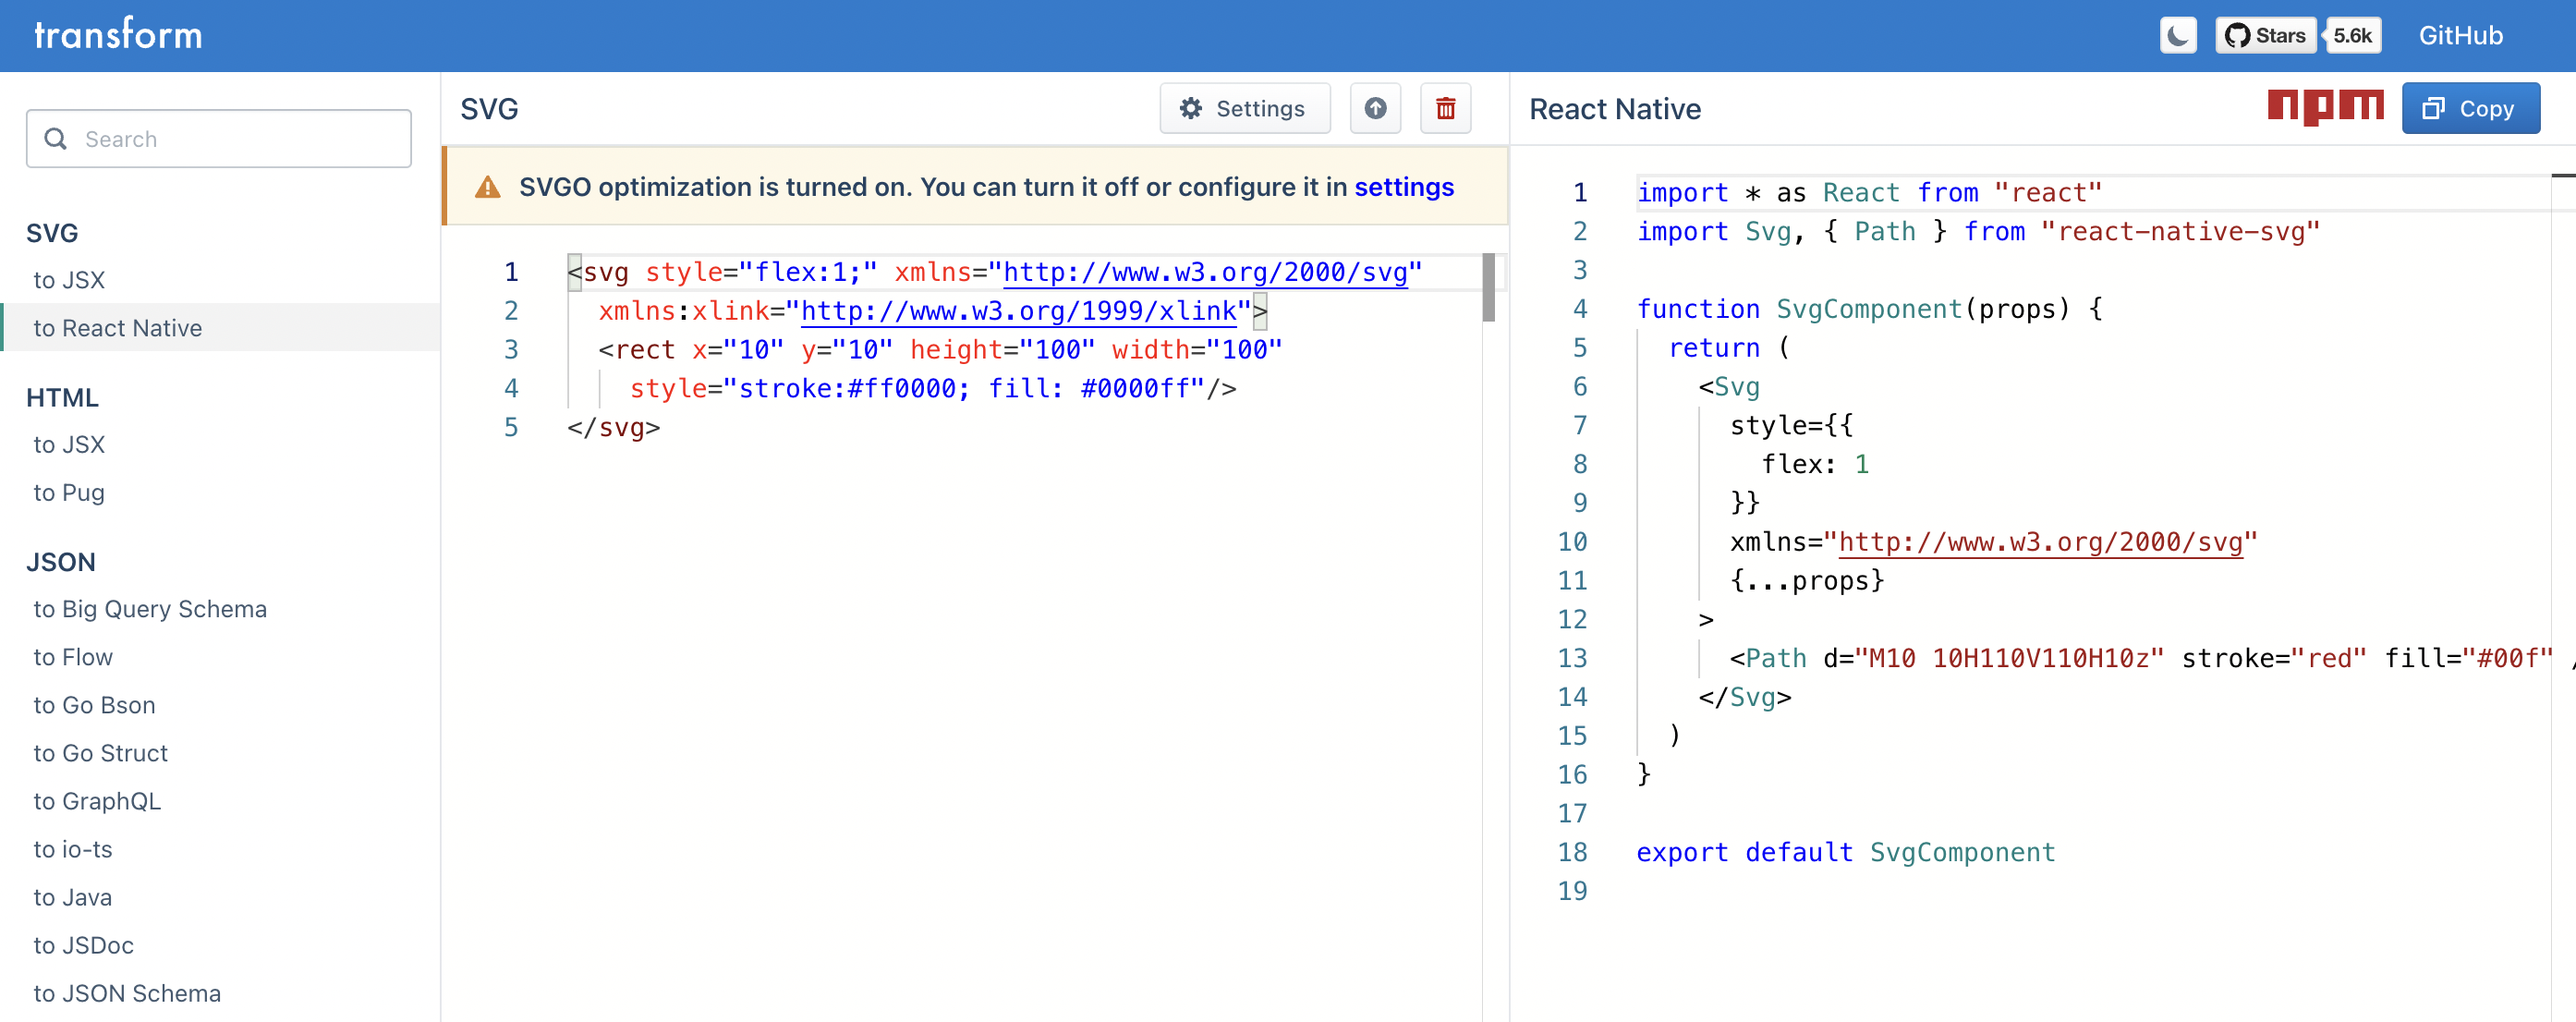 transform
Stars 5.6k GitHub
Search
SVG
to JSX
to React Native
HTML
to JSX
to Pug
JSON
to Big Query Schema
to Flow
to Go Bson
to Go Struct
to GraphQL
to io-ts
to Java
to JSDoc
to JSON Schema
SVG Settings
SVGO optimization is turned on. You can turn it off or configure it in settings
1 <svg style="flex:1;" xmlns="http://www.w3.org/2000/svg"
2 xmlns:xlink="http://www.w3.org/1999/xlink">
3 <rect x="10" y="10" height="100" width="100"
4 style="stroke:#ff0000; fill: #0000ff"/>
5 </svg>
React Native npm Copy
1 import * as React from "react"
2 import Svg, { Path } from "react-native-svg"
3
4 function SvgComponent(props) {
5 return (
6 <Svg
7 style={{
8 flex: 1
9 }}
10 xmlns="http://www.w3.org/2000/svg"
11 {...props}
12 >
13 <Path d="M10 10H110V110H10z" stroke="red" fill="#00f" /
14 </Svg>
15 )
16 }
17
18 export default SvgComponent
19